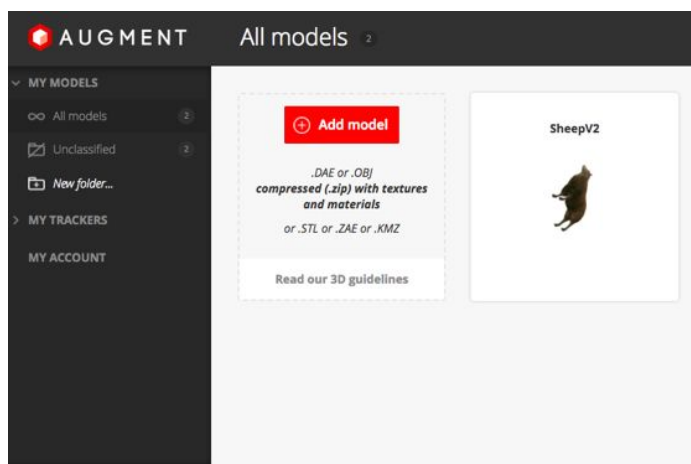 AUGMENT
All models 2
MY MODELS
All models 2
Unclassified 2
New folder...
MY TRACKERS
MY ACCOUNT
Add model
.DAE or .OBJ
compressed (.zip) with textures
and materials
or .STL or .ZAE or .KMZ
Read our 3D guidelines
SheepV2